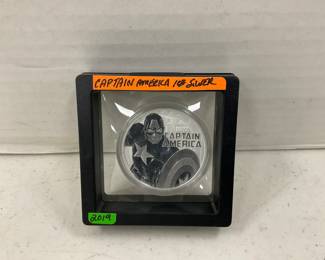 CAPTAIN AMERICA 1oz SILVER
CAPTAIN
AMERICA
2019